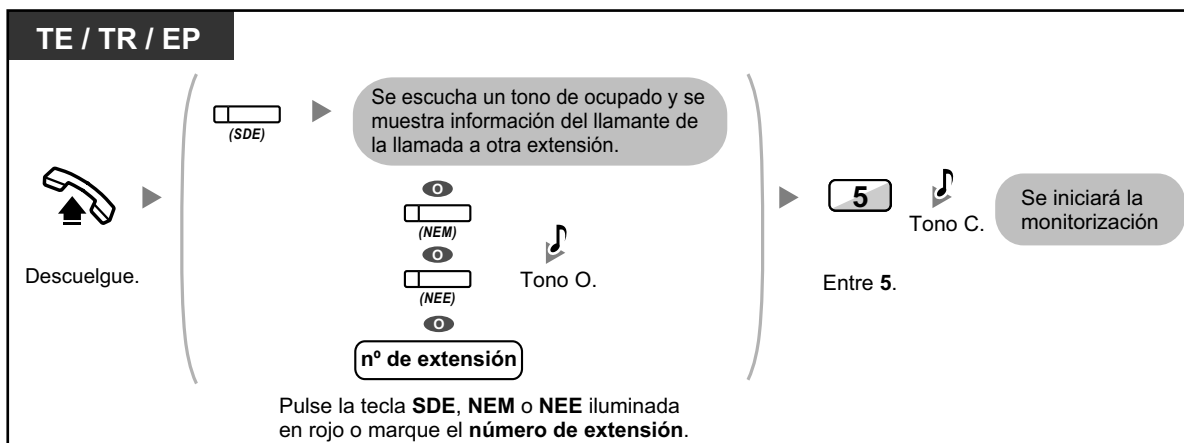 TE / TR / EP
Descuelgue.
(SDE)
Se escucha un tono de ocupado y se
muestra información del llamante de
la llamada a otra extensión.
O
(NEM)
O
(NEE)
O
nº de extensión
Tono O.
Pulse la tecla SDE, NEM o NEE iluminada
en rojo o marque el número de extensión.
5
Entre 5.
Tono C.
Se iniciará la
monitorización